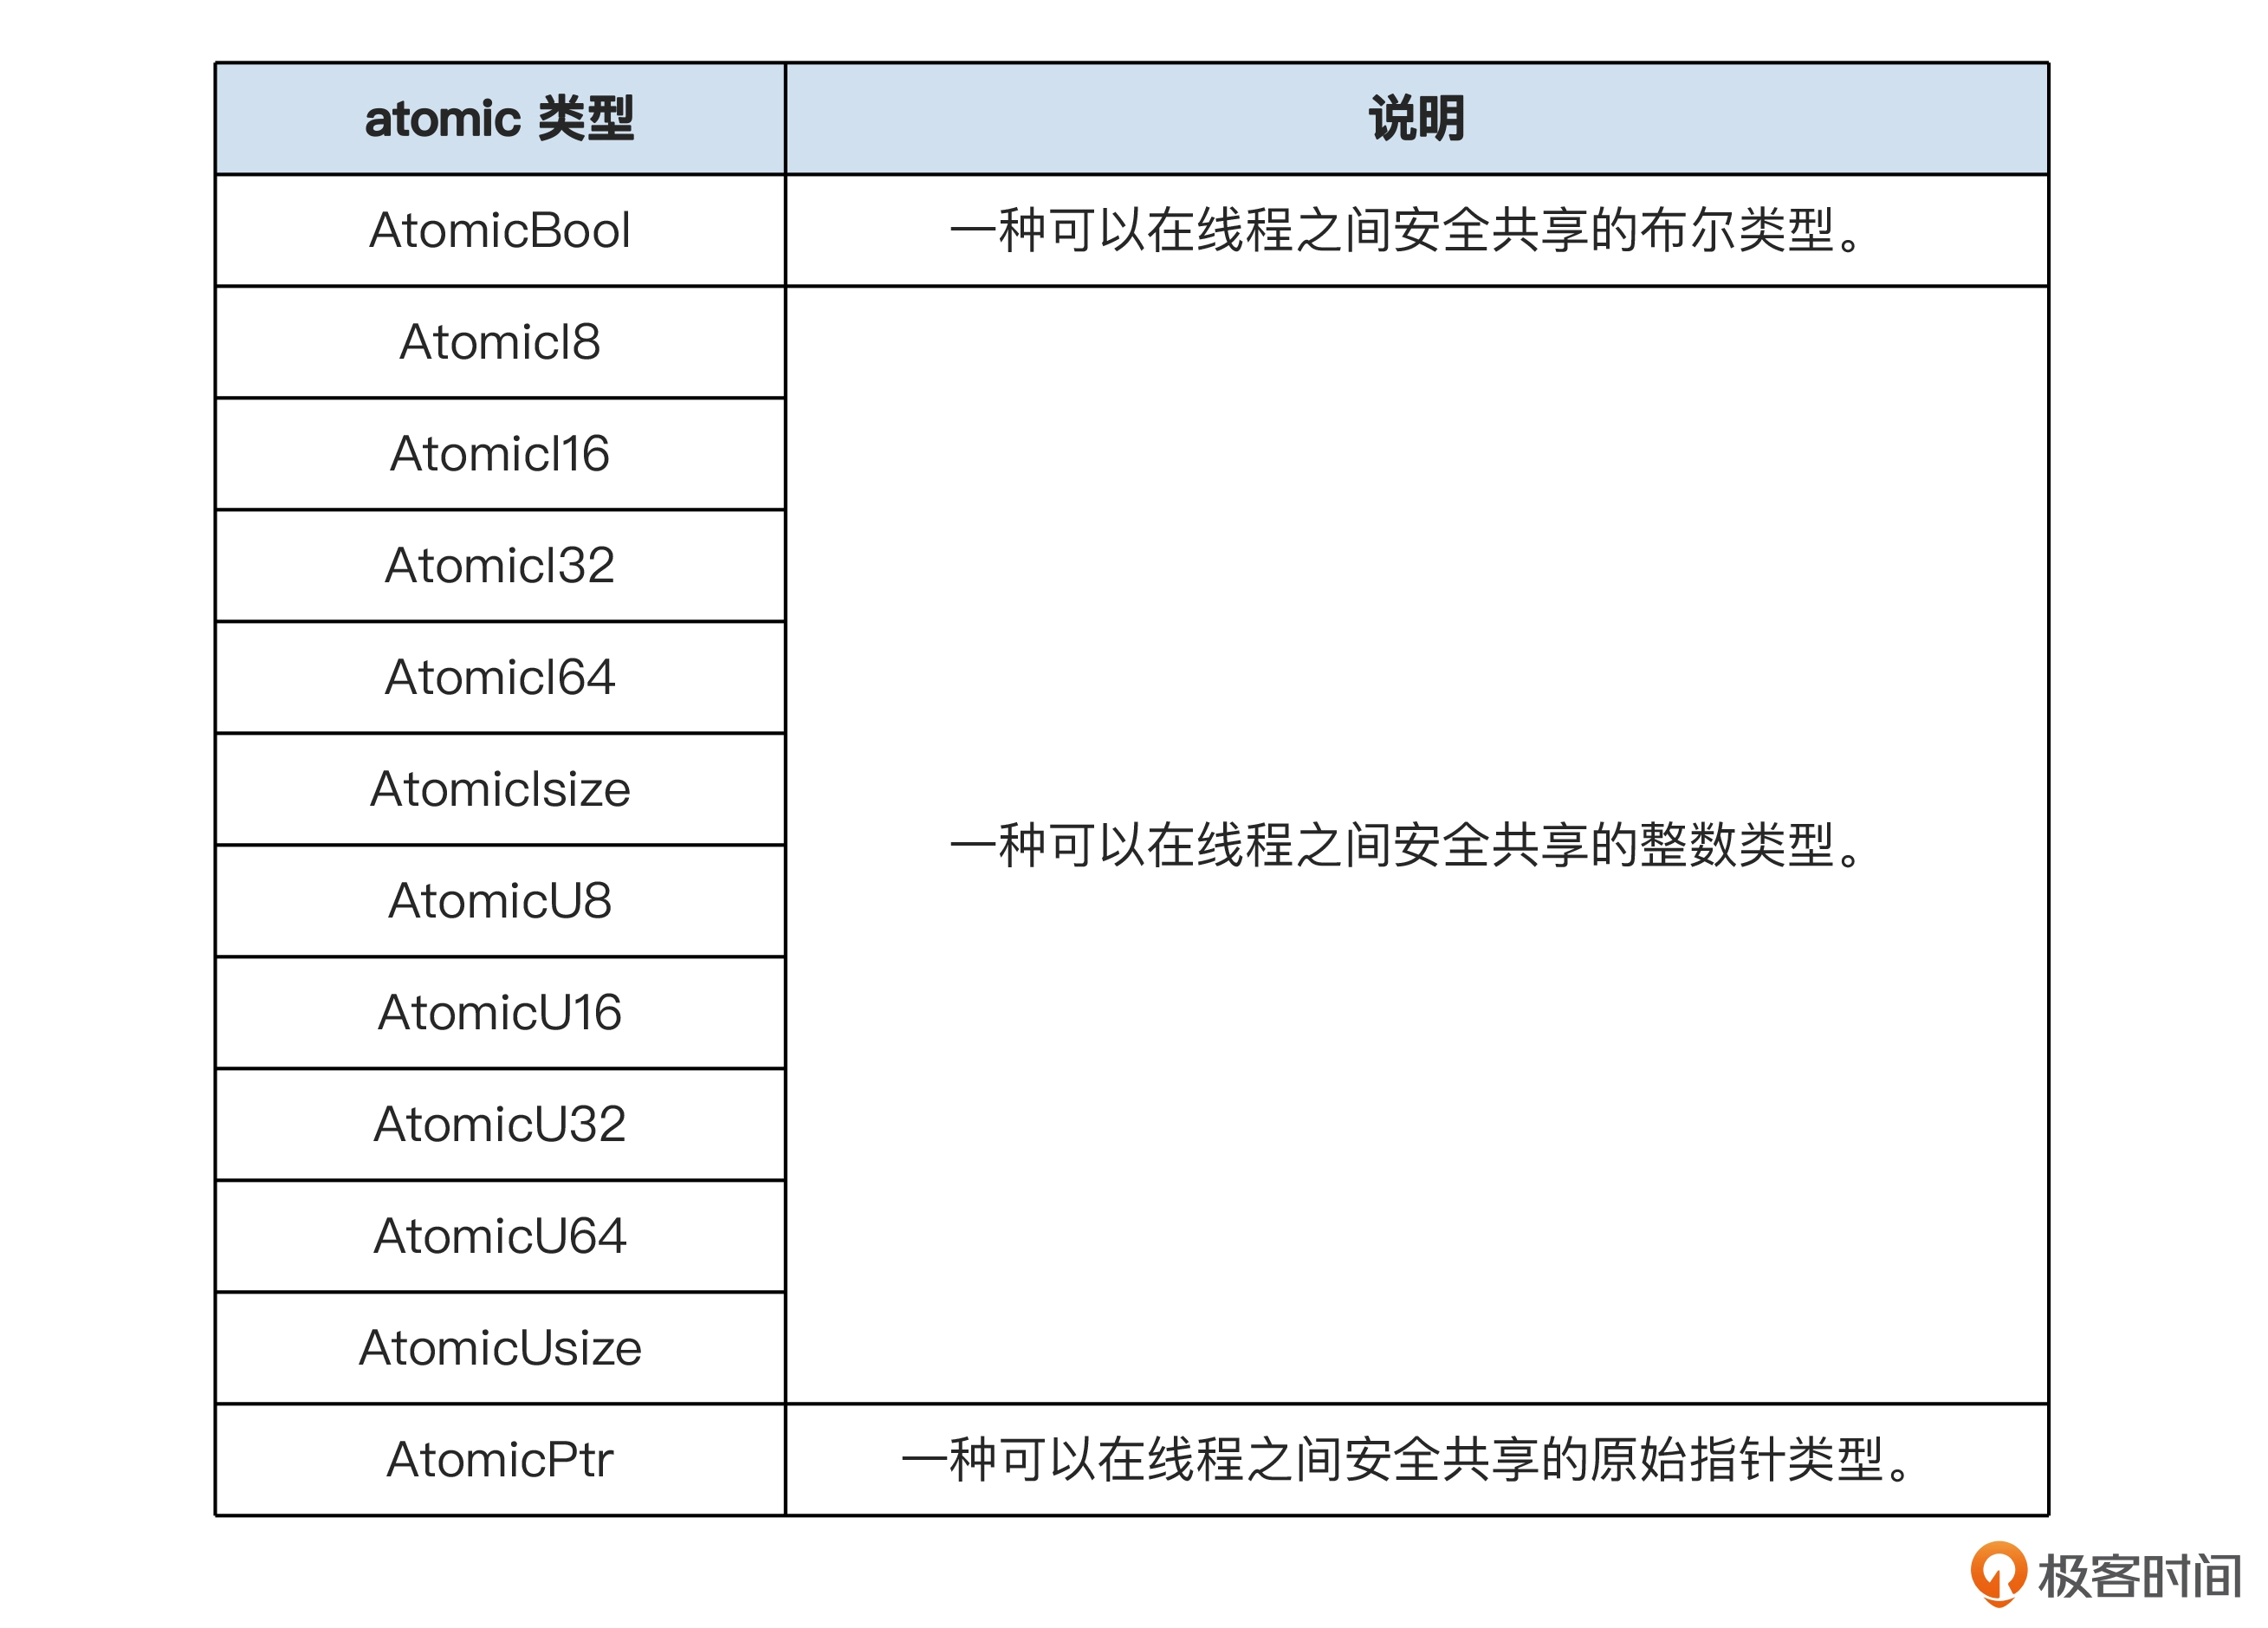 atomic 类型
说明
AtomicBool
一种可以在线程之间安全共享的布尔类型。
AtomicI8
AtomicI16
AtomicI32
AtomicI64
AtomicIsize
一种可以在线程之间安全共享的整数类型。
AtomicU8
AtomicU16
AtomicU32
AtomicU64
AtomicUsize
AtomicPtr
一种可以在线程之间安全共享的原始指针类型。
极客时间